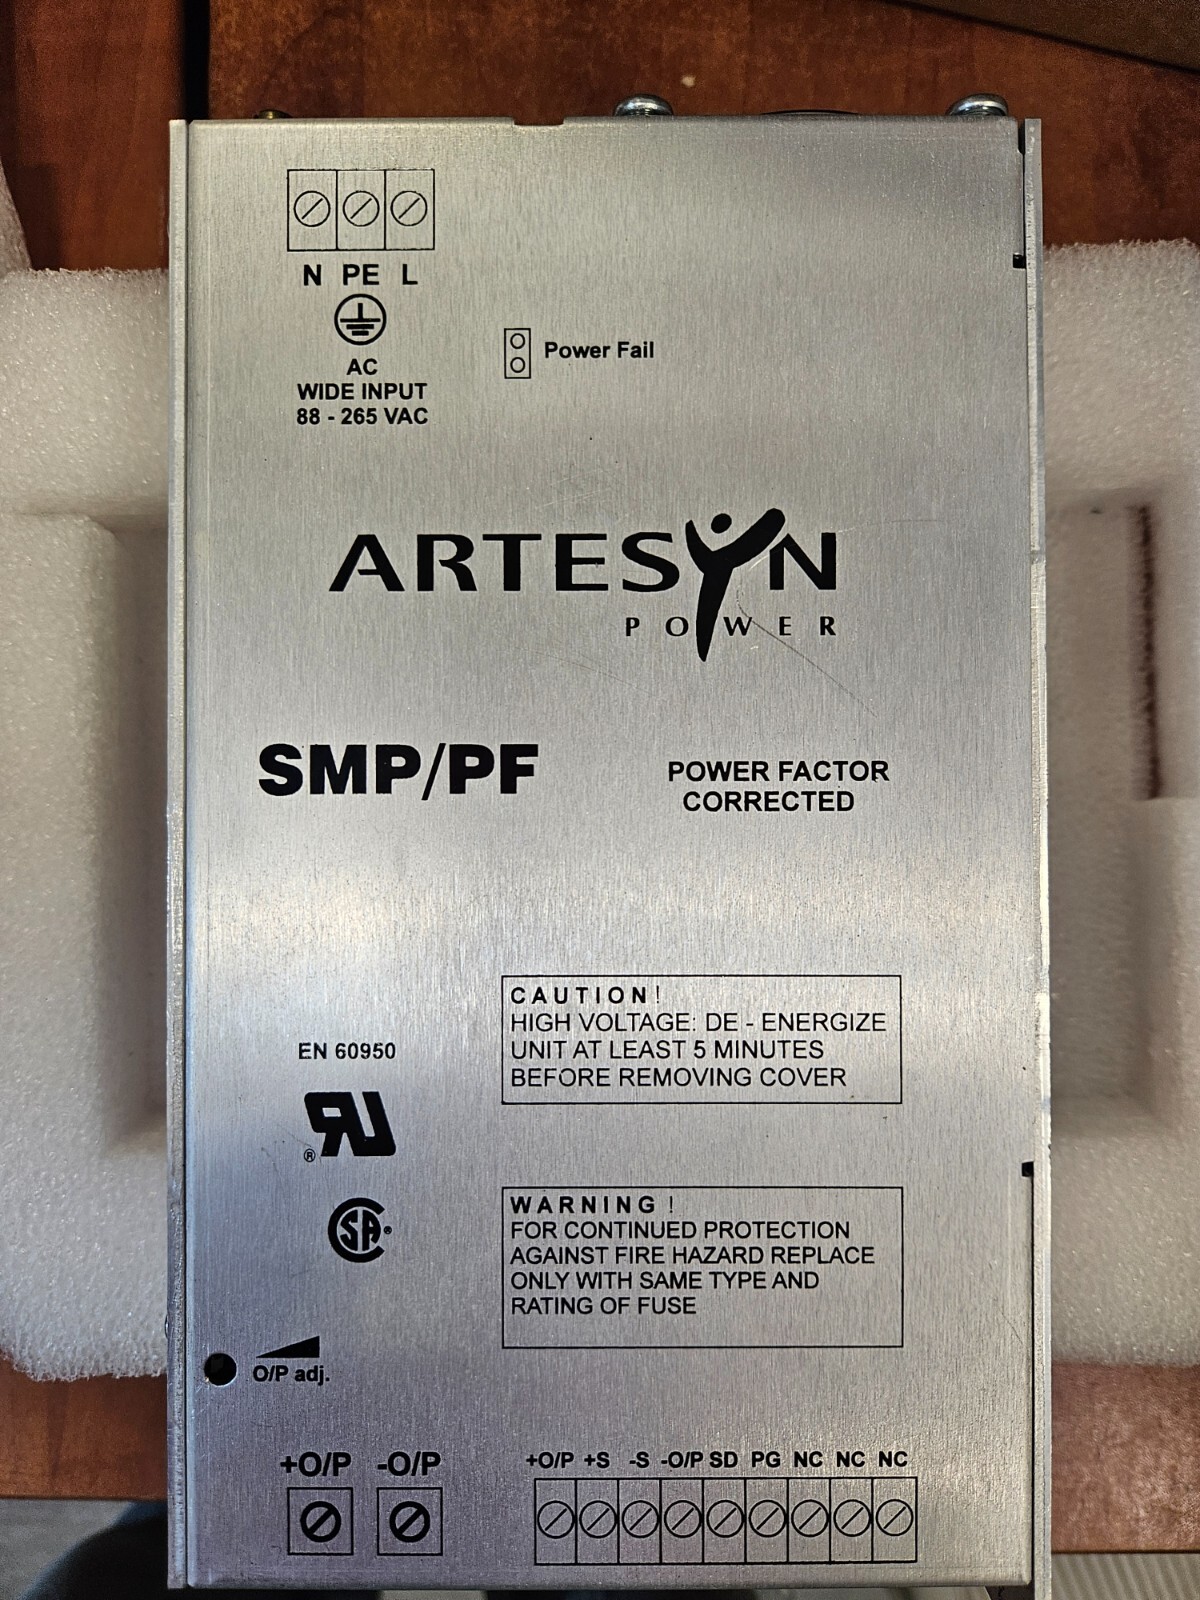 N PE L
AC
WIDE INPUT
88 - 265 VAC
Power Fail
ARTESYN
POWER
SMP/PF
POWER FACTOR
CORRECTED
CAUTION!
HIGH VOLTAGE: DE - ENERGIZE
UNIT AT LEAST 5 MINUTES
BEFORE REMOVING COVER
EN 60950
RU®
SA®
WARNING!
FOR CONTINUED PROTECTION
AGAINST FIRE HAZARD REPLACE
ONLY WITH SAME TYPE AND
RATING OF FUSE
O/P adj.
+O/P -O/P
+O/P +S -S -O/P SD PG NC NC NC